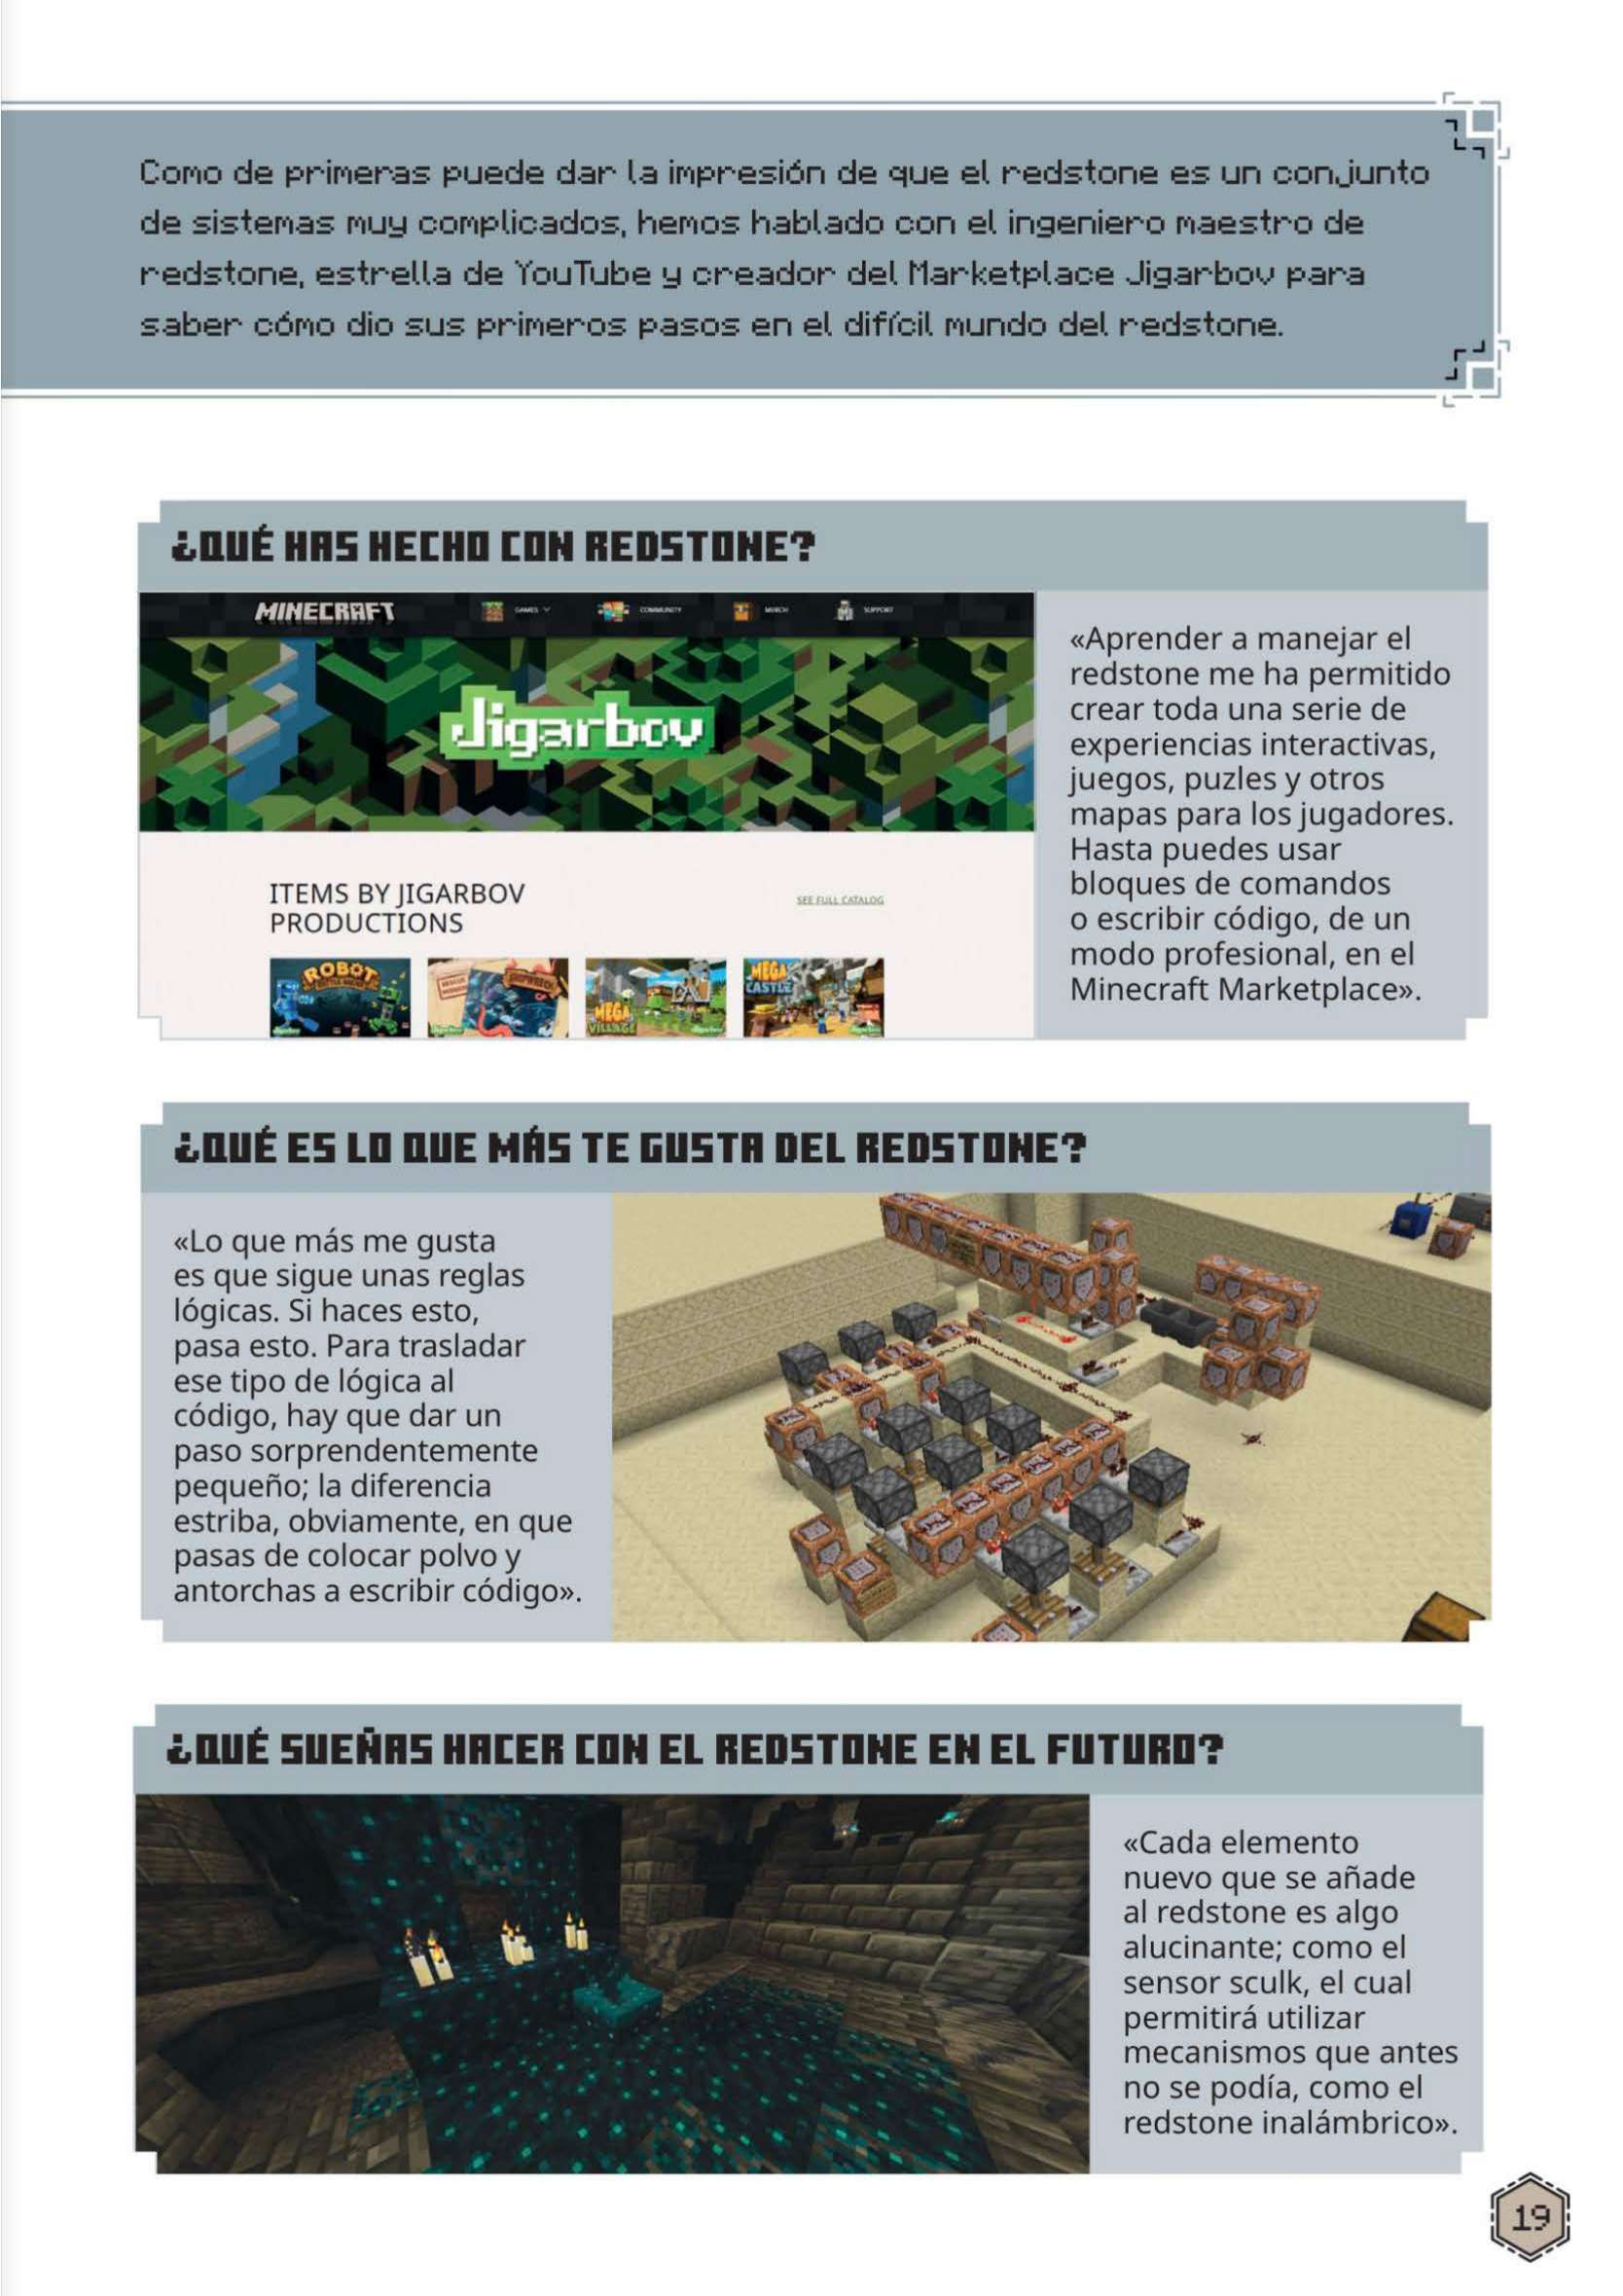 Como de primeras puede dar la impresión de que el redstone es un conjunto
de sistemas muy complicados, hemos hablado con el ingeniero maestro de
redstone, estrella de YouTube y creador del Marketplace Jigarbov para
saber cómo dio sus primeros pasos en el difícil mundo del redstone.
¿QUÉ HAS HECHO CON REDSTONE?
MINECRAFT GAMES COMMUNITY MERCH SUPPORT
Jigarbov
ITEMS BY JIGARBOV
PRODUCTIONS
SEE FULL CATALOG
ROBOT
MEGA
VILLAGE
MEGA
CASTLE
«Aprender a manejar el
redstone me ha permitido
crear toda una serie de
experiencias interactivas,
juegos, puzles y otros
mapas para los jugadores.
Hasta puedes usar
bloques de comandos
o escribir código, de un
modo profesional, en el
Minecraft Marketplace».
¿QUÉ ES LO QUE MÁS TE GUSTA DEL REDSTONE?
«Lo que más me gusta
es que sigue unas reglas
lógicas. Si haces esto,
pasa esto. Para trasladar
ese tipo de lógica al
código, hay que dar un
paso sorprendentemente
pequeño; la diferencia
estriba, obviamente, en que
pasas de colocar polvo y
antorchas a escribir código».
¿QUÉ SUEÑAS HACER CON EL REDSTONE EN EL FUTURO?
«Cada elemento
nuevo que se añade
al redstone es algo
alucinante; como el
sensor sculk, el cual
permitirá utilizar
mecanismos que antes
no se podía, como el
redstone inalámbrico».
19